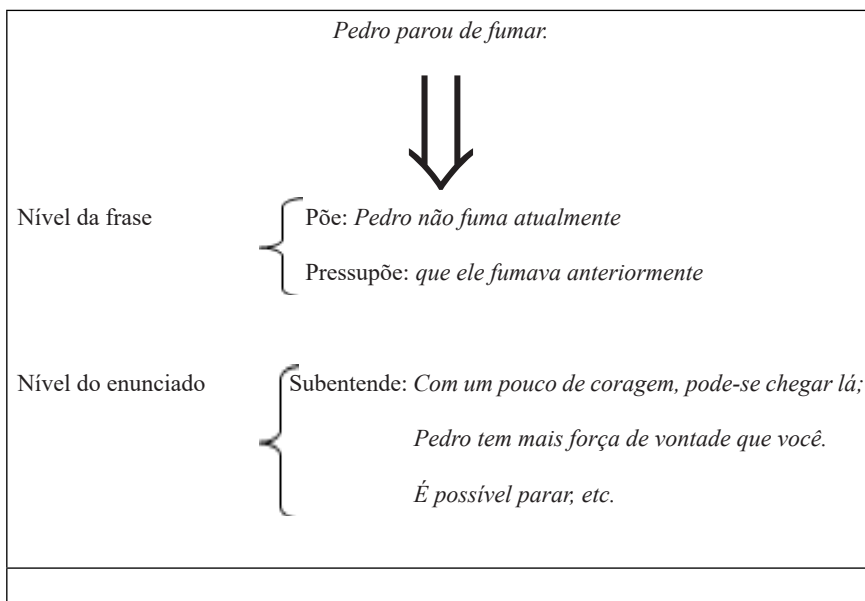 Pedro parou de fumar.
Nível da frase
Põe: Pedro não fuma atualmente
Pressupõe: que ele fumava anteriormente
Nível do enunciado
Subentende: Com um pouco de coragem, pode-se chegar lá;
Pedro tem mais força de vontade que você.
É possível parar, etc.